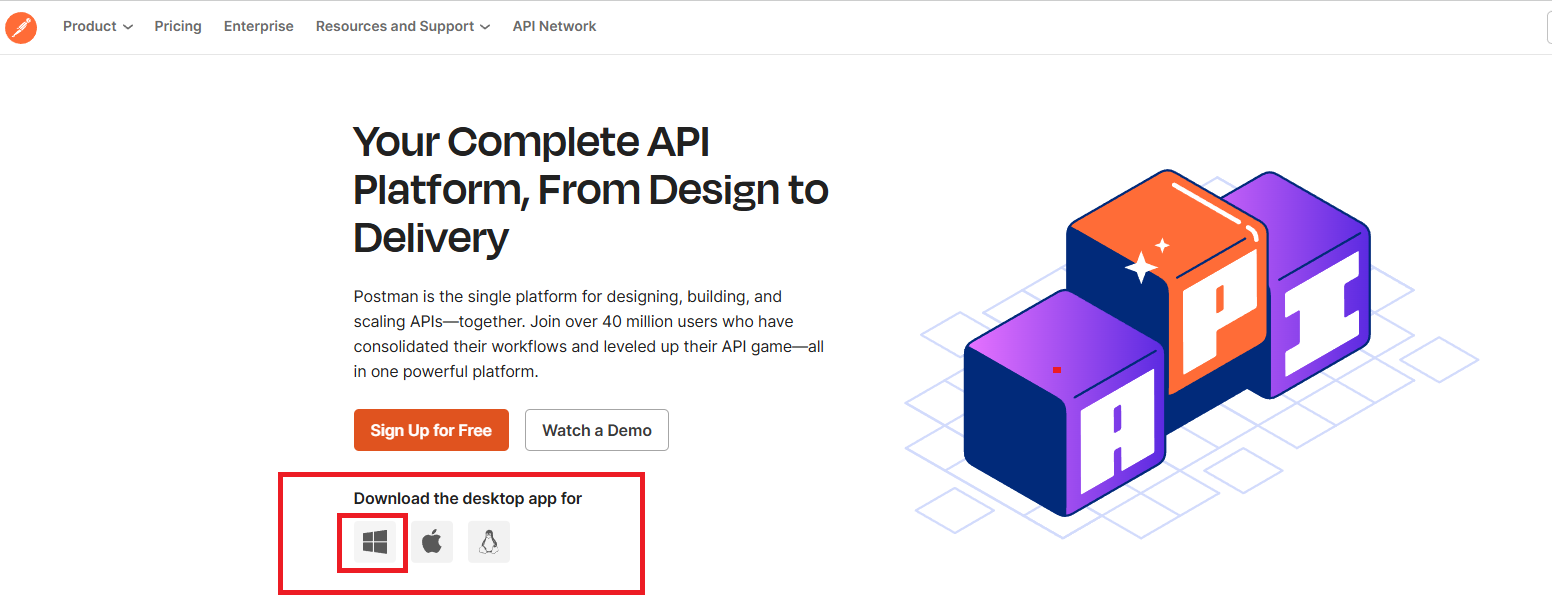 Product Pricing Enterprise Resources and Support API Network
Your Complete API
Platform, From Design to
Delivery
Postman is the single platform for designing, building, and
scaling APIs—together. Join over 40 million users who have
consolidated their workflows and leveled up their API game—all
in one powerful platform.
Sign Up for Free Watch a Demo
Download the desktop app for
A P I